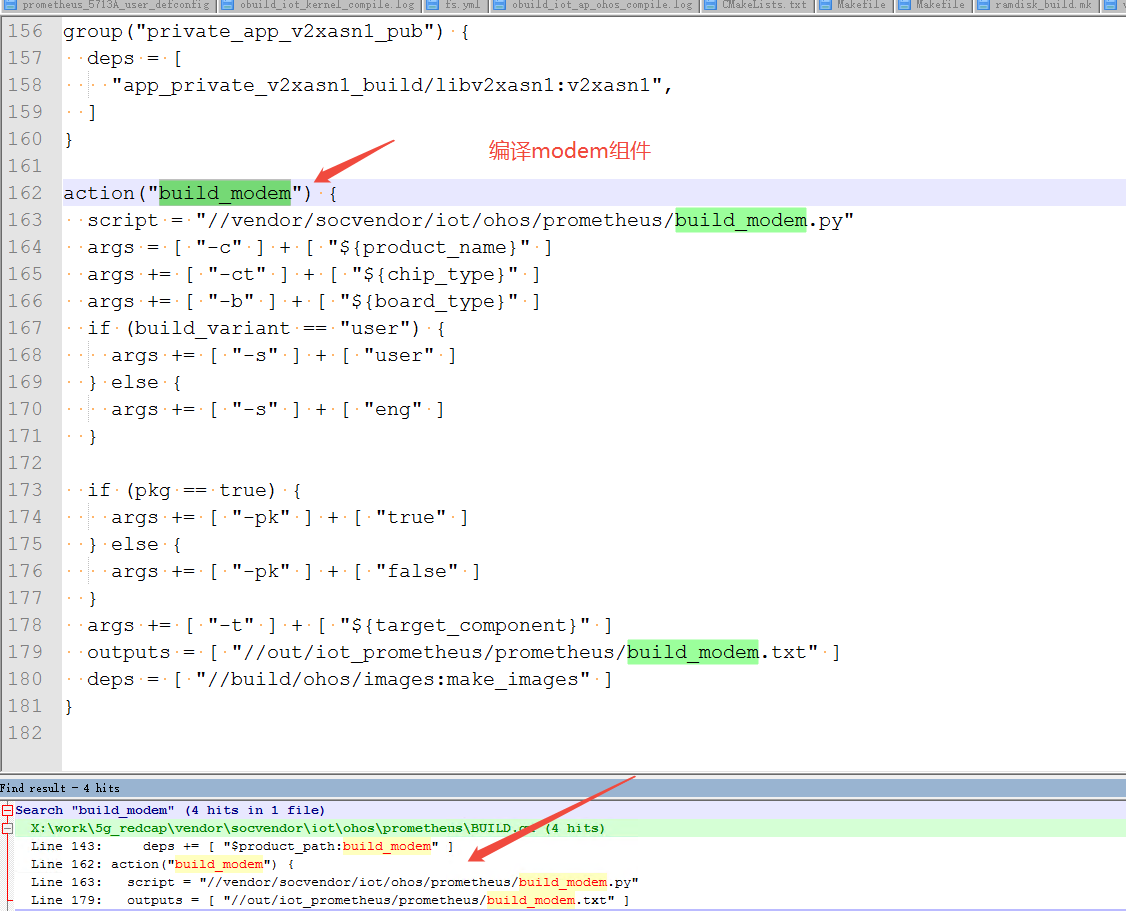 prometheus_5713A_user_defconfig obuild_iot_kernel_compile.log fs.yml obuild_iot_ap_ohos_compile.log CMakeLists.txt Makefile Makefile ramdisk_build.mk
156 group("private_app_v2xasn1_pub") {
157 deps = [
158 "app_private_v2xasn1_build/libv2xasn1:v2xasn1",
159 ]
160 }
编译modem组件
161
162 action("build_modem") {
163 script = "//vendor/socvendor/iot/ohos/prometheus/build_modem.py"
164 args = [ "-c" ] + [ "${product_name}" ]
165 args += [ "-ct" ] + [ "${chip_type}" ]
166 args += [ "-b" ] + [ "${board_type}" ]
167 if (build_variant == "user") {
168 args += [ "-s" ] + [ "user" ]
169 } else {
170 args += [ "-s" ] + [ "eng" ]
171 }
172
173 if (pkg == true) {
174 args += [ "-pk" ] + [ "true" ]
175 } else {
176 args += [ "-pk" ] + [ "false" ]
177 }
178 args += [ "-t" ] + [ "${target_component}" ]
179 outputs = [ "//out/iot_prometheus/prometheus/build_modem.txt" ]
180 deps = [ "//build/ohos/images:make_images" ]
181 }
182
Find result - 4 hits
Search "build_modem" (4 hits in 1 file)
X:\work\5g_redcap\vendor\socvendor\iot\ohos\prometheus\BUILD.gn (4 hits)
Line 143: deps += [ "$product_path:build_modem" ]
Line 162: action("build_modem") {
Line 163: script = "//vendor/socvendor/iot/ohos/prometheus/build_modem.py"
Line 179: outputs = [ "//out/iot_prometheus/prometheus/build_modem.txt" ]